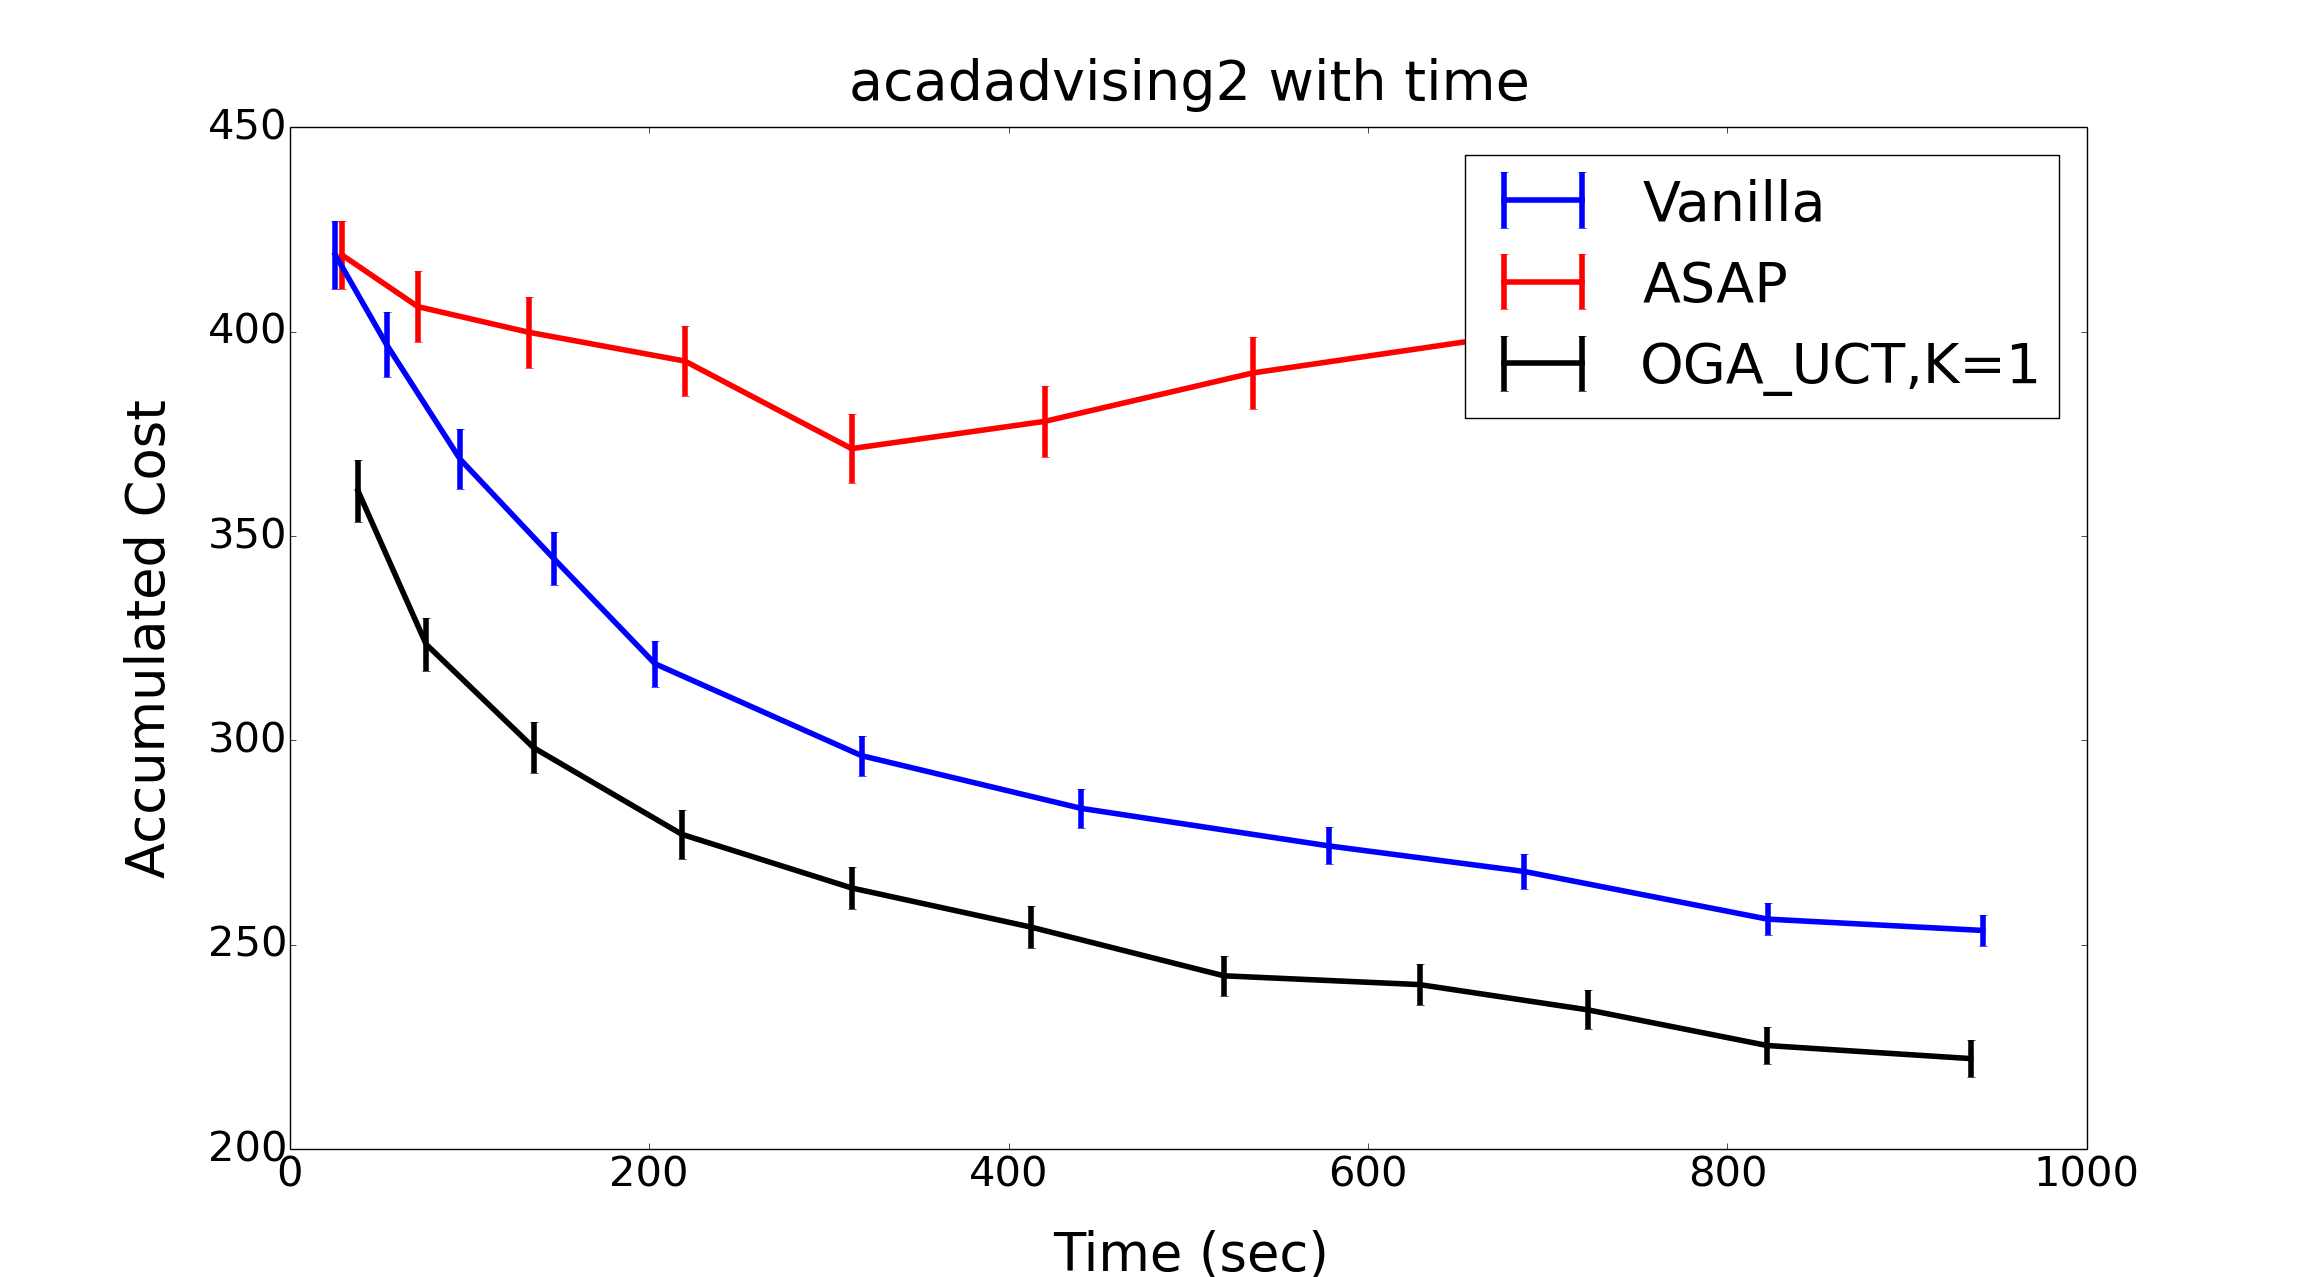 acadadvising2 with time
450
400
350
300
250
200
Accumulated Cost
Vanilla
ASAP
OGA_UCT,K=1
0
200
400
600
800
1000
Time (sec)